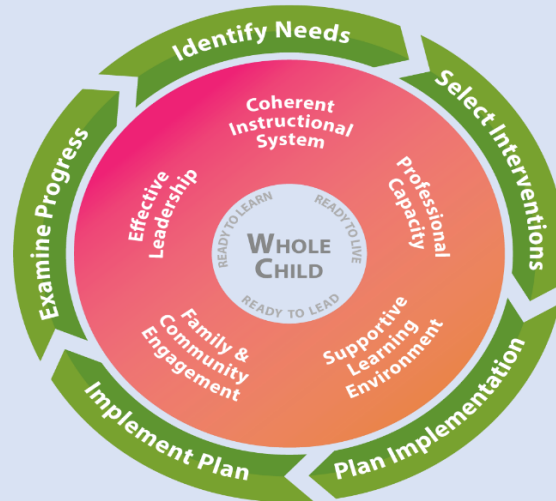 Identify Needs
Select Interventions
Plan Implementation
Implement Plan
Examine Progress
Coherent
Instructional
System
Professional
Capacity
Supportive
Learning
Environment
Family &
Community
Engagement
Effective
Leadership
READY TO LEARN
READY TO LIVE
READY TO LEAD
WHOLE
CHILD